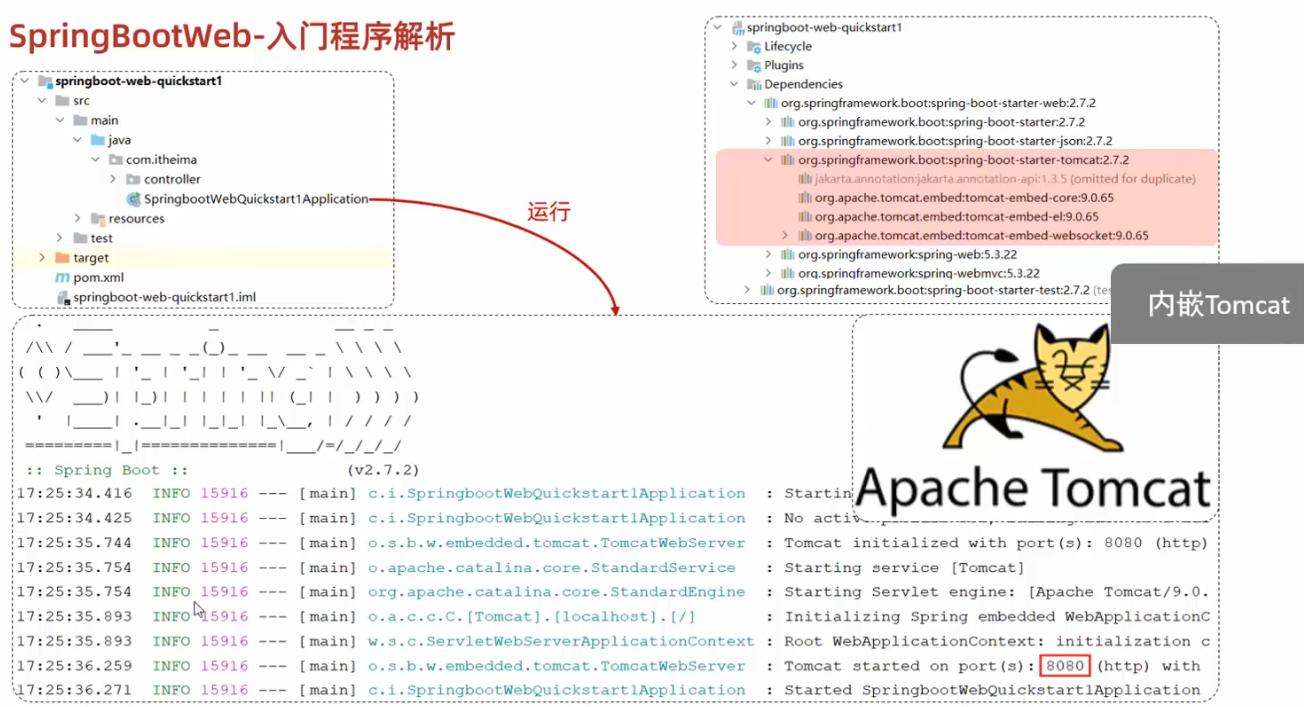 SpringBootWeb-入门程序解析
springboot-web-quickstart1
src
main
java
com.itheima
controller
SpringbootWebQuickstart1Application
resources
test
target
pom.xml
springboot-web-quickstart1.iml
运行
springboot-web-quickstart1
Lifecycle
Plugins
Dependencies
org.springframework.boot:spring-boot-starter-web:2.7.2
org.springframework.boot:spring-boot-starter:2.7.2
org.springframework.boot:spring-boot-starter-json:2.7.2
org.springframework.boot:spring-boot-starter-tomcat:2.7.2
jakarta.annotation:jakarta.annotation-api:1.3.5 (omitted for duplicate)
org.apache.tomcat.embed:tomcat-embed-core:9.0.65
org.apache.tomcat.embed:tomcat-embed-el:9.0.65
org.apache.tomcat.embed:tomcat-embed-websocket:9.0.65
org.springframework:spring-web:5.3.22
org.springframework:spring-webmvc:5.3.22
org.springframework.boot:spring-boot-starter-test:2.7.2
内嵌Tomcat
Apache Tomcat
:: Spring Boot :: (v2.7.2)
17:25:34.416 INFO 15916 --- [main] c.i.SpringbootWebQuickstart1Application : Startin
17:25:34.425 INFO 15916 --- [main] c.i.SpringbootWebQuickstart1Application : No
17:25:35.744 INFO 15916 --- [main] o.s.b.w.embedded.tomcat.TomcatWebServer : Tomcat initialized with port(s): 8080 (http)
17:25:35.754 INFO 15916 --- [main] o.apache.catalina.core.StandardService : Starting service [Tomcat]
17:25:35.754 INFO 15916 --- [main] org.apache.catalina.core.StandardEngine : Starting Servlet engine: [Apache Tomcat/9.0.
17:25:35.893 INFO 15916 --- [main] o.a.c.c.C.[Tomcat].[localhost].[/] : Initializing Spring embedded WebApplicationC
17:25:35.893 INFO 15916 --- [main] w.s.c.ServletWebServerApplicationContext : Root WebApplicationContext: initialization c
17:25:36.259 INFO 15916 --- [main] o.s.b.w.embedded.tomcat.TomcatWebServer : Tomcat started on port(s): 8080 (http) with
17:25:36.271 INFO 15916 --- [main] c.i.SpringbootWebQuickstart1Application : Started SpringbootWebQuickstart1Application